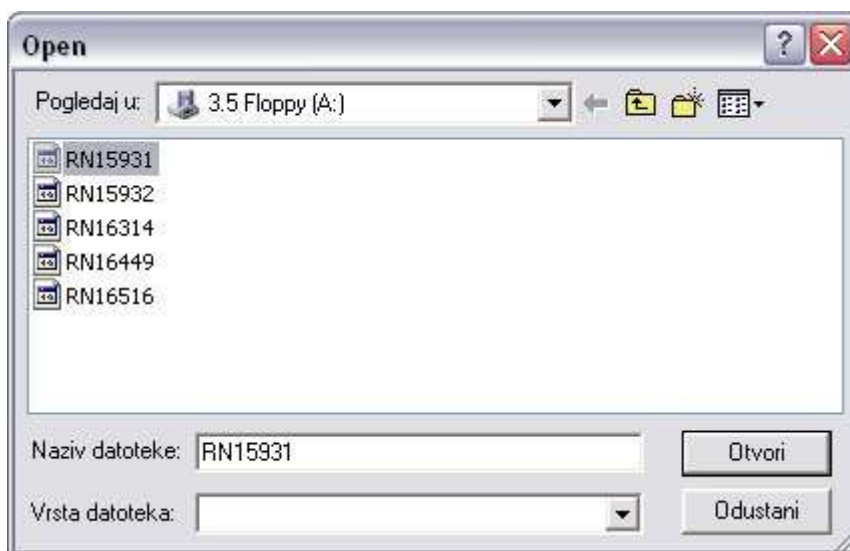 Open
Pogledaj u: 3.5 Floppy (A:)
RN15931
RN15932
RN16314
RN16449
RN16516
Naziv datoteke: RN15931 Otvori
Vrsta datoteka: Odustani